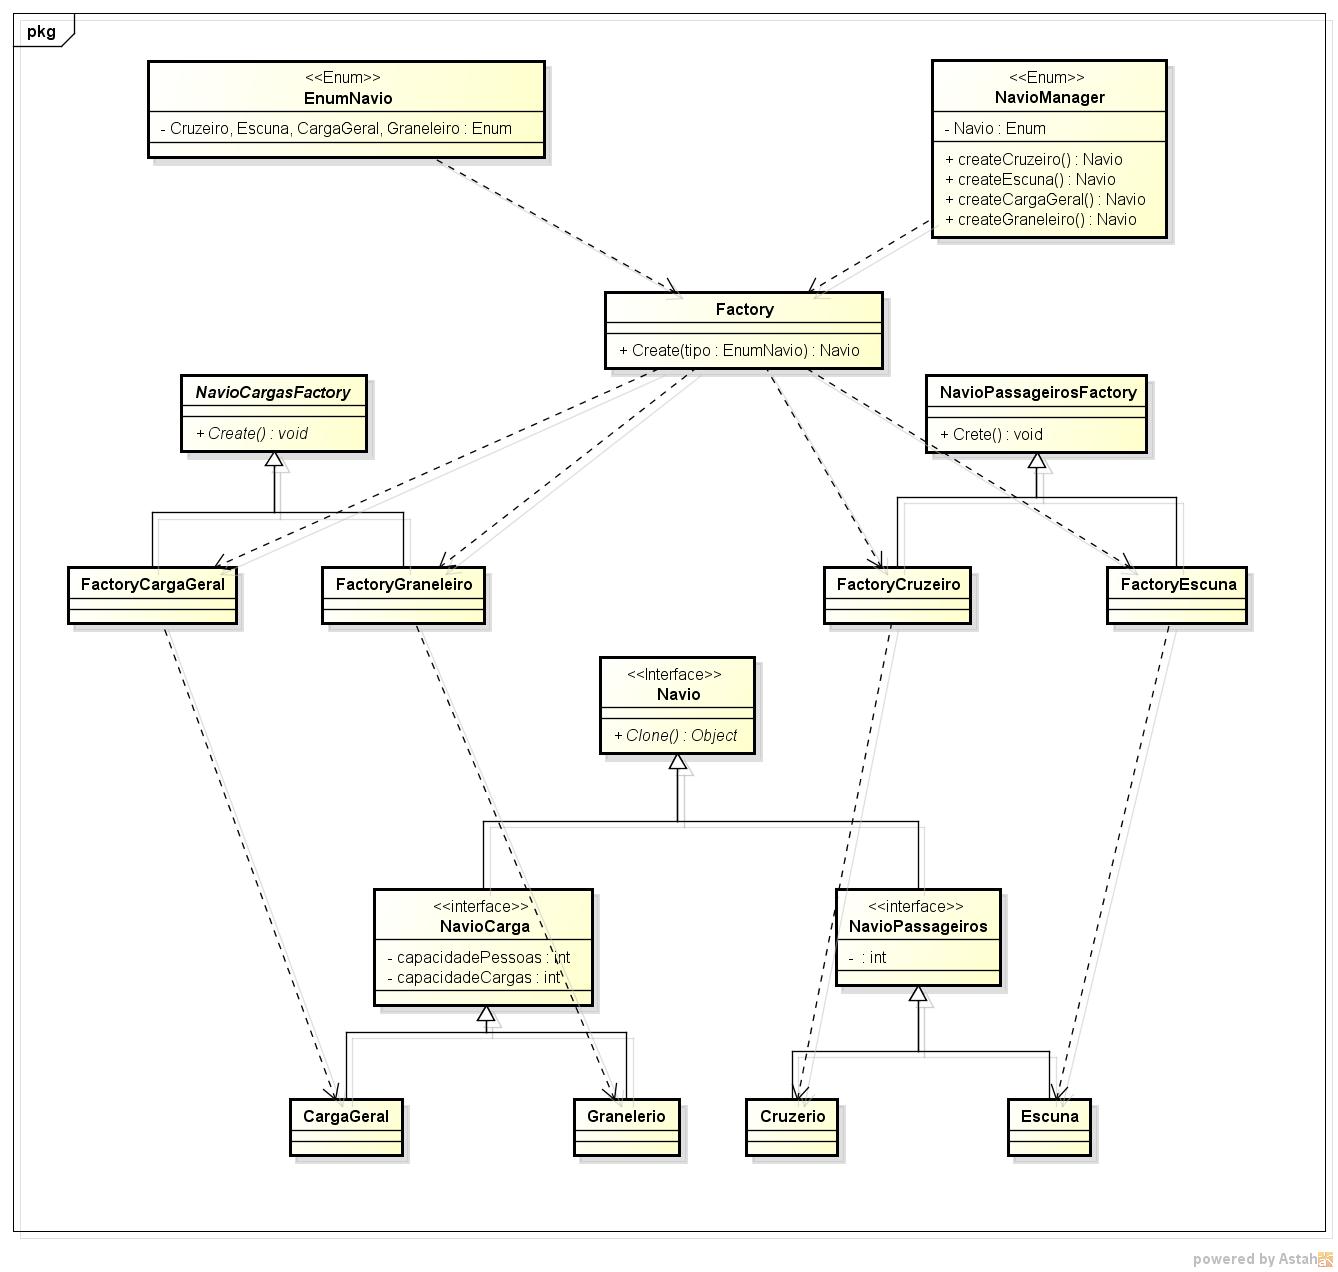 pkg
<<Enum>>
EnumNavio
- Cruzeiro, Escuna, CargaGeral, Graneleiro : Enum
<<Enum>>
NavioManager
- Navio : Enum
+ createCruzeiro() : Navio
+ createEscuna() : Navio
+ createCargaGeral() : Navio
+ createGraneleiro() : Navio
Factory
+ Create(tipo : EnumNavio) : Navio
NavioCargasFactory
+ Create() : void
NavioPassageirosFactory
+ Crete() : void
FactoryCargaGeral
FactoryGraneleiro
FactoryCruzeiro
FactoryEscuna
<<Interface>>
Navio
+ Clone() : Object
<<interface>>
NavioCarga
- capacidadePessoas : int
- capacidadeCargas : int
<<interface>>
NavioPassageiros
- : int
CargaGeral
Granelerio
Cruzerio
Escuna
powered by Astah